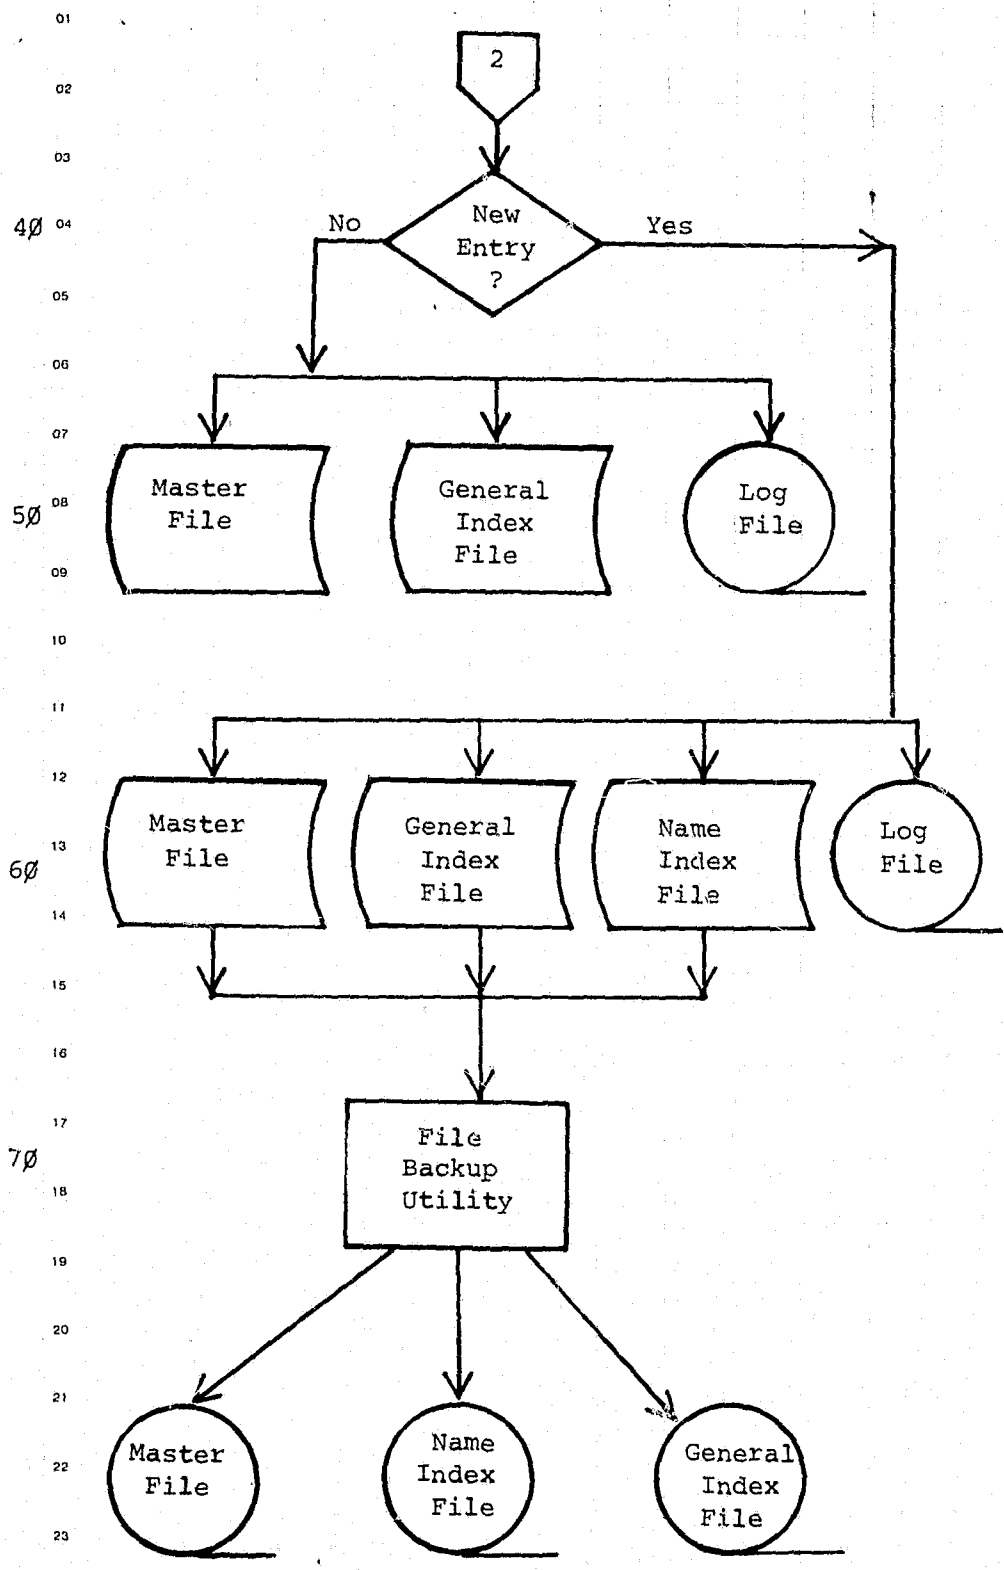 01
2
02
03
40 04
No
New
Entry
?
Yes
05
06
07
50 08
Master
File
General
Index
File
Log
File
09
10
11
12
60 13
Master
File
General
Index
File
Name
Index
File
Log
File
14
15
16
17
70
File
Backup
Utility
18
19
20
21
22
Master
File
Name
Index
File
General
Index
File
23